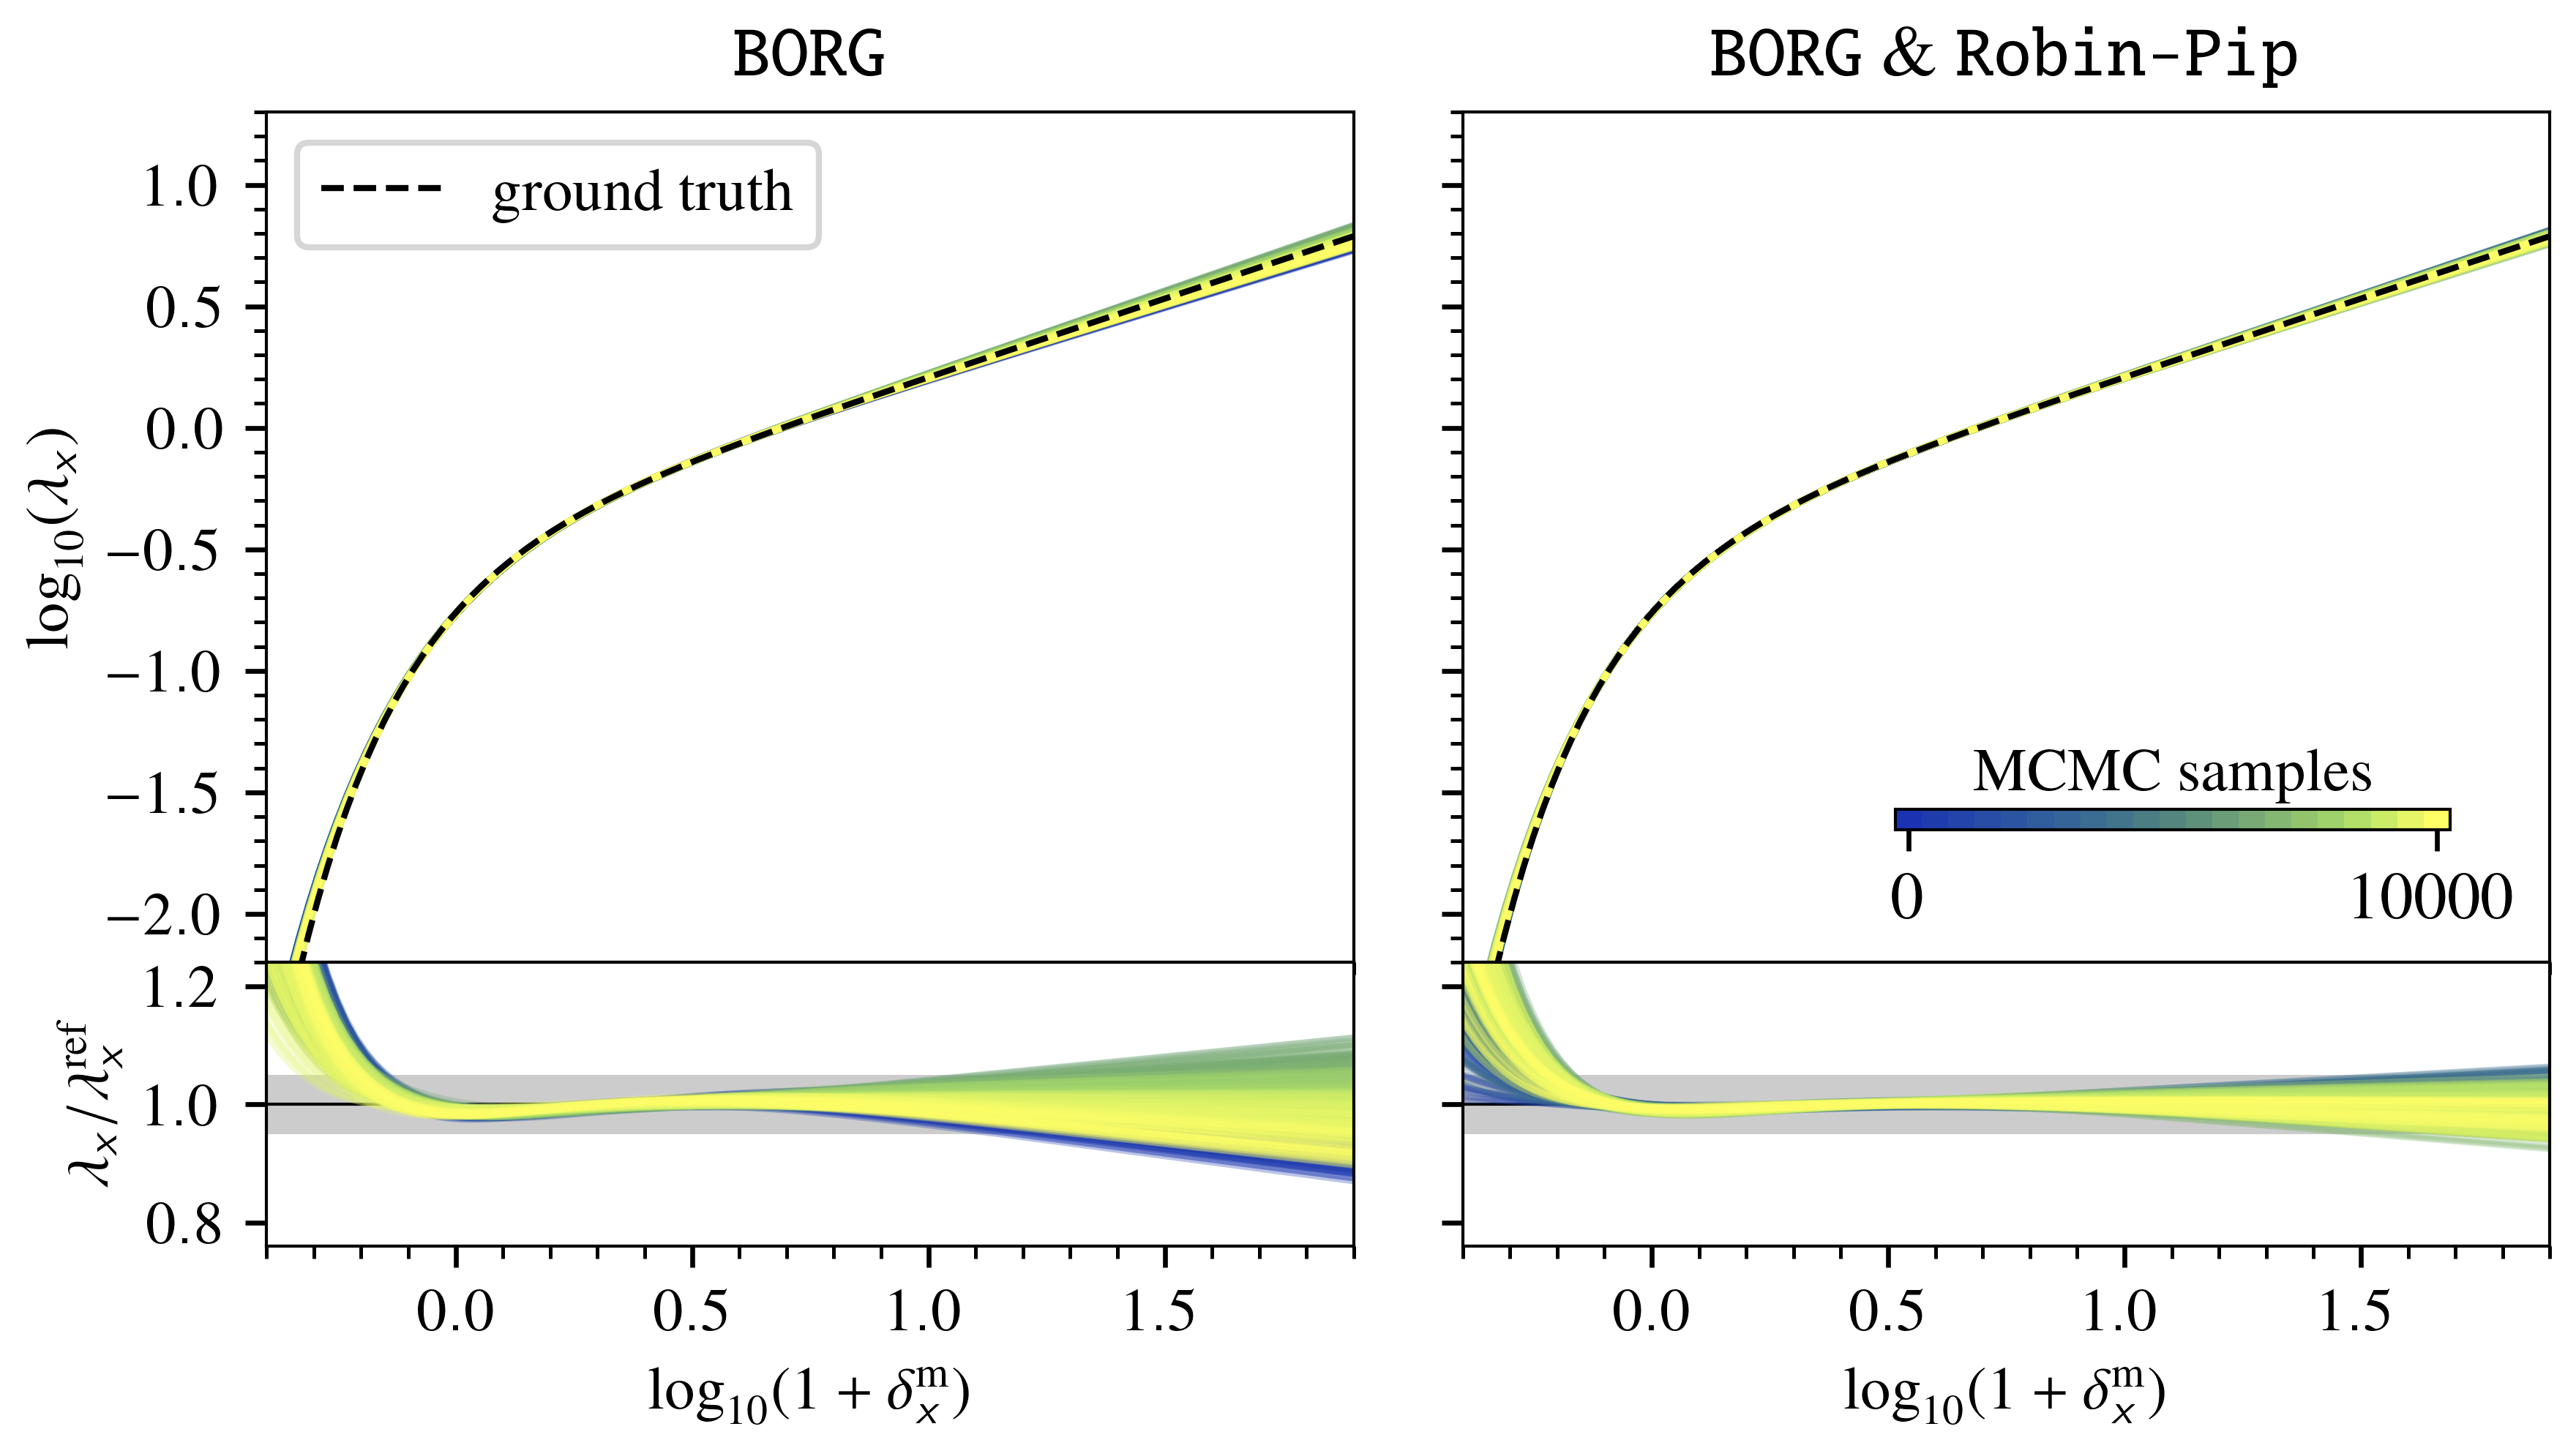 BORG
BORG & Robin-Pip
ground truth
1.0
0.5
0.0
−0.5
−1.0
−1.5
−2.0
log₁₀(λₓ)
MCMC samples
0 10000
1.2
1.0
0.8
λₓ/λₓʳᵉᶠ
0.0 0.5 1.0 1.5
0.0 0.5 1.0 1.5
log₁₀(1 + δₓᵐ)
log₁₀(1 + δₓᵐ)